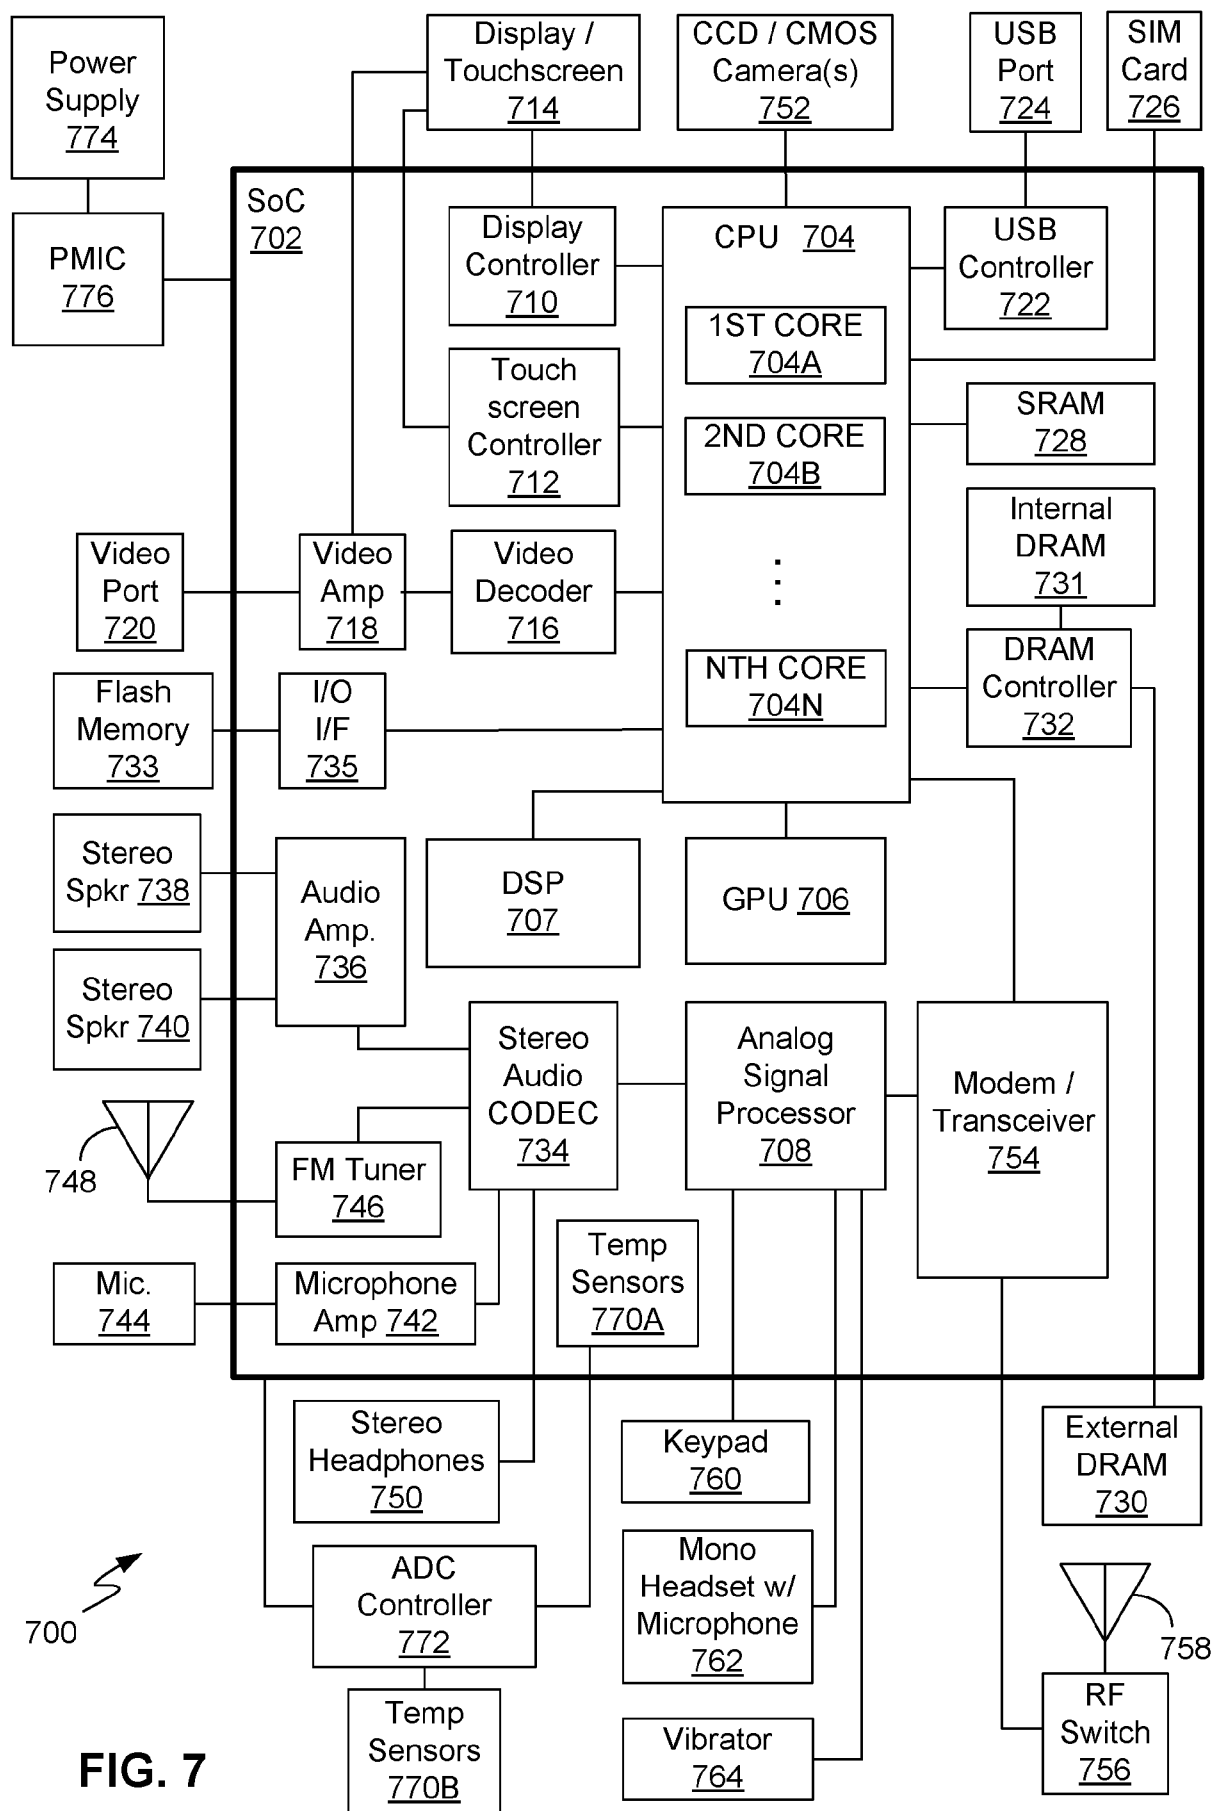 Power
Supply
774
PMIC
776
Display /
Touchscreen
714
CCD / CMOS
Camera(s)
752
USB
Port
724
SIM
Card
726
SoC
702
Display
Controller
710
CPU 704
USB
Controller
722
1ST CORE
704A
Touch
screen
Controller
712
2ND CORE
704B
SRAM
728
Internal
DRAM
731
Video
Port
720
Video
Amp
718
Video
Decoder
716
⋮
NTH CORE
704N
DRAM
Controller
732
Flash
Memory
733
I/O
I/F
735
Stereo
Spkr 738
Audio
Amp.
736
DSP
707
GPU 706
Stereo
Spkr 740
Stereo
Audio
CODEC
734
Analog
Signal
Processor
708
Modem /
Transceiver
754
748
FM Tuner
746
Temp
Sensors
770A
Mic.
744
Microphone
Amp 742
Stereo
Headphones
750
Keypad
760
External
DRAM
730
ADC
Controller
772
Mono
Headset w/
Microphone
762
700
758
Temp
Sensors
770B
Vibrator
764
RF
Switch
756
FIG. 7